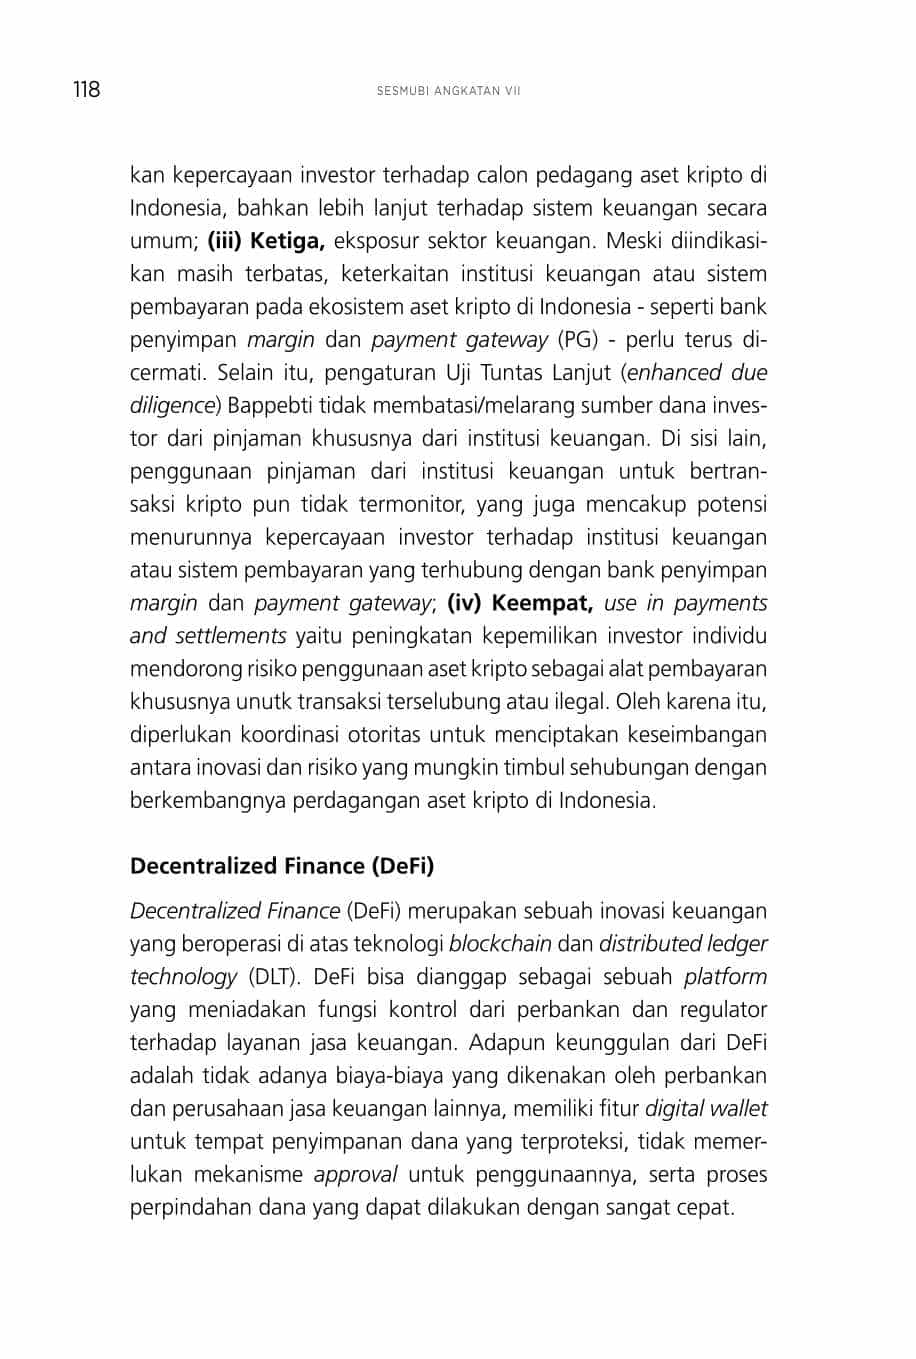 118
SESMUBI ANGKATAN VII
kan kepercayaan investor terhadap calon pedagang aset kripto di
Indonesia, bahkan lebih lanjut terhadap sistem keuangan secara
umum; (iii) Ketiga, eksposur sektor keuangan. Meski diindikasi-
kan masih terbatas, keterkaitan institusi keuangan atau sistem
pembayaran pada ekosistem aset kripto di Indonesia - seperti bank
penyimpan margin dan payment gateway (PG) - perlu terus di-
cermati. Selain itu, pengaturan Uji Tuntas Lanjut (enhanced due
diligence) Bappebti tidak membatasi/melarang sumber dana inves-
tor dari pinjaman khususnya dari institusi keuangan. Di sisi lain,
penggunaan pinjaman dari institusi keuangan untuk bertran-
saksi kripto pun tidak termonitor, yang juga mencakup potensi
menurunnya kepercayaan investor terhadap institusi keuangan
atau sistem pembayaran yang terhubung dengan bank penyimpan
margin dan payment gateway; (iv) Keempat, use in payments
and settlements yaitu peningkatan kepemilikan investor individu
mendorong risiko penggunaan aset kripto sebagai alat pembayaran
khususnya unutk transaksi terselubung atau ilegal. Oleh karena itu,
diperlukan koordinasi otoritas untuk menciptakan keseimbangan
antara inovasi dan risiko yang mungkin timbul sehubungan dengan
berkembangnya perdagangan aset kripto di Indonesia.
Decentralized Finance (DeFi)
Decentralized Finance (DeFi) merupakan sebuah inovasi keuangan
yang beroperasi di atas teknologi blockchain dan distributed ledger
technology (DLT). DeFi bisa dianggap sebagai sebuah platform
yang meniadakan fungsi kontrol dari perbankan dan regulator
terhadap layanan jasa keuangan. Adapun keunggulan dari DeFi
adalah tidak adanya biaya-biaya yang dikenakan oleh perbankan
dan perusahaan jasa keuangan lainnya, memiliki fitur digital wallet
untuk tempat penyimpanan dana yang terproteksi, tidak memer-
lukan mekanisme approval untuk penggunaannya, serta proses
perpindahan dana yang dapat dilakukan dengan sangat cepat.